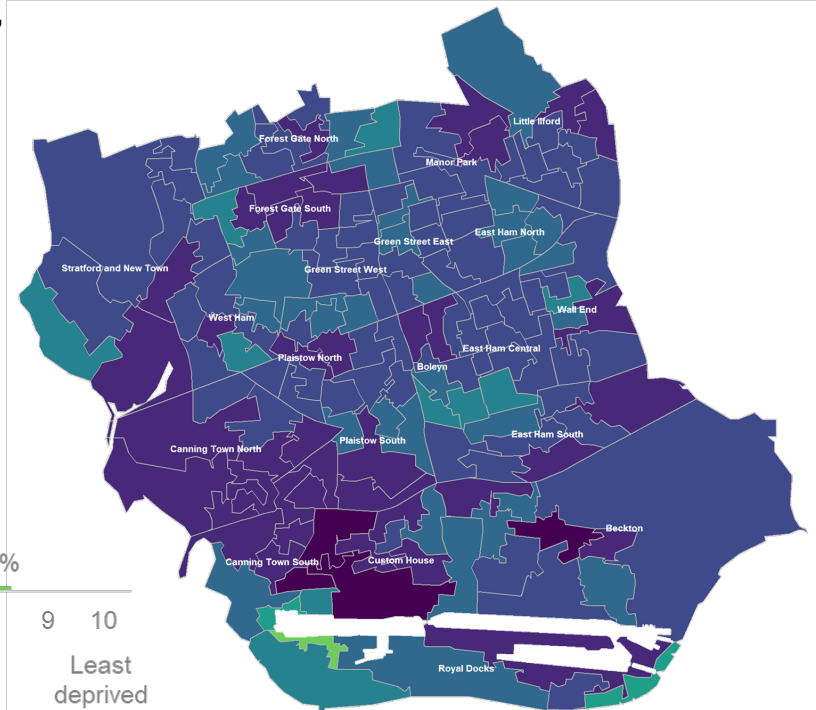 Little Ilford
Forest Gate North
Manor Park
Forest Gate South
East Ham North
Green Street East
Stratford and New Town
Green Street West
Wall End
West Ham
East Ham Central
Plaistow North
Boleyn
East Ham South
Plaistow South
Canning Town North
Beckton
Canning Town South
Custom House
%
9 10
Least
deprived
Royal Docks